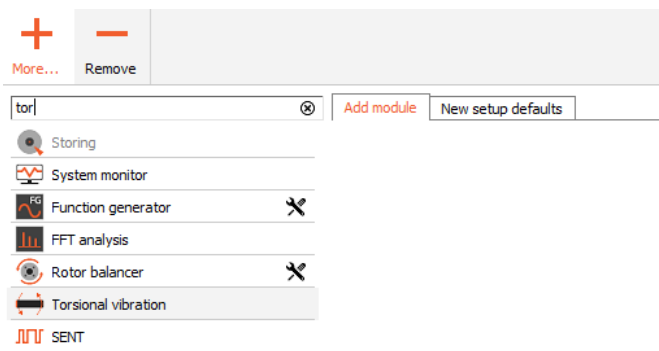 More...
Remove
tor
Add module
New setup defaults
Storing
System monitor
FG
Function generator
FFT analysis
Rotor balancer
Torsional vibration
SENT